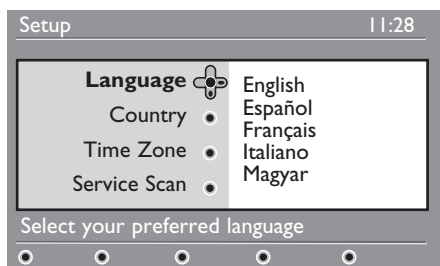 Setup 11:28
Language
Country
Time Zone
Service Scan
English
Español
Français
Italiano
Magyar
Select your preferred language